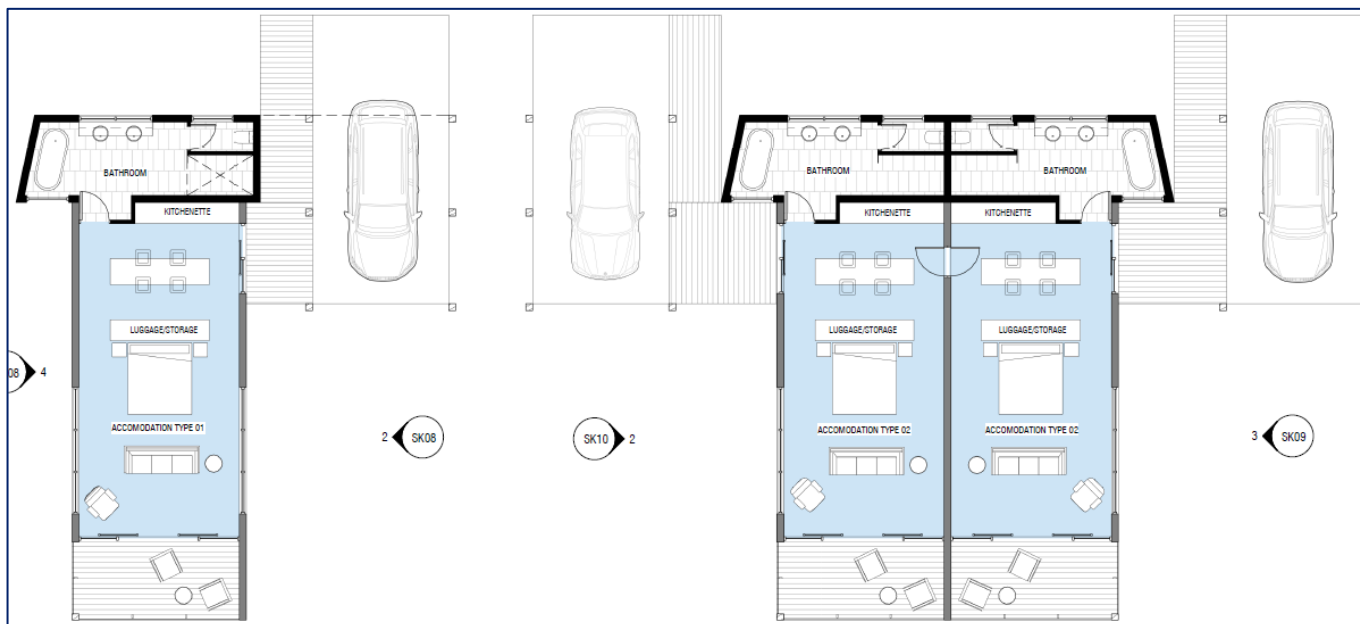 BATHROOM
KITCHENETTE
LUGGAGE/STORAGE
08 4
ACCOMODATION TYPE 01
2 SK08
SK10 2
BATHROOM
BATHROOM
KITCHENETTE
KITCHENETTE
LUGGAGE/STORAGE
LUGGAGE/STORAGE
ACCOMODATION TYPE 02
ACCOMODATION TYPE 02
3 SK09